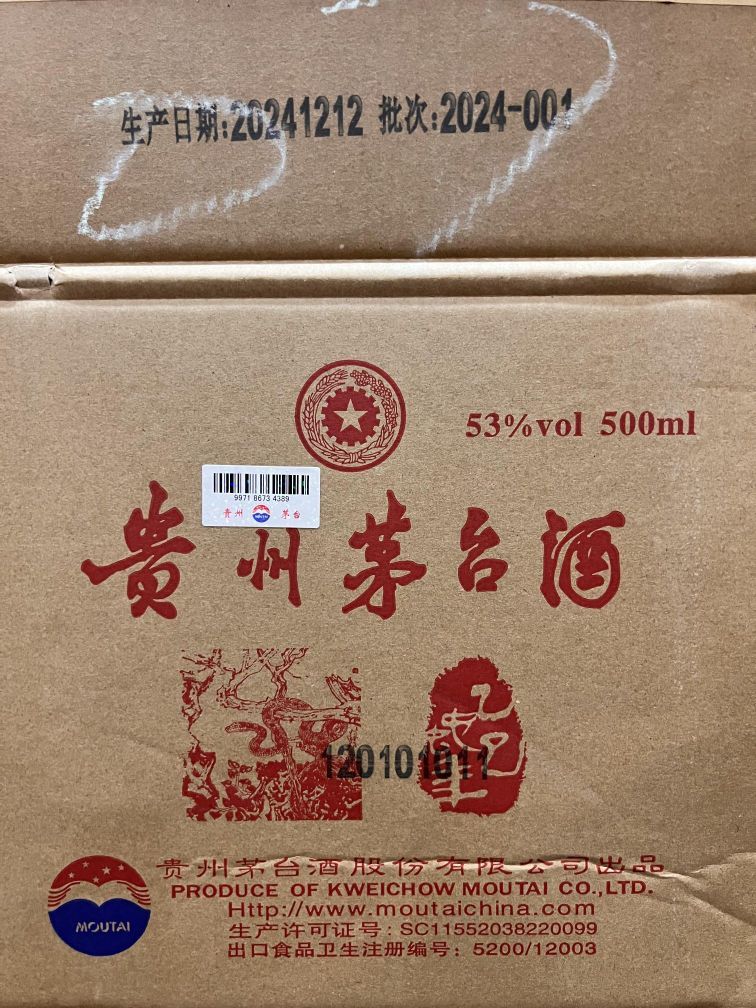 生产日期:20241212 批次:2024-001
53%vol 500ml
9971 8673 4389
贵州 茅台
贵州茅台酒
120101011
贵州茅台酒股份有限公司出品
PRODUCE OF KWEICHOW MOUTAI CO.,LTD.
MOUTAI
Http://www.moutaichina.com
生产许可证号:SC11552038220099
出口食品卫生注册编号:5200/12003